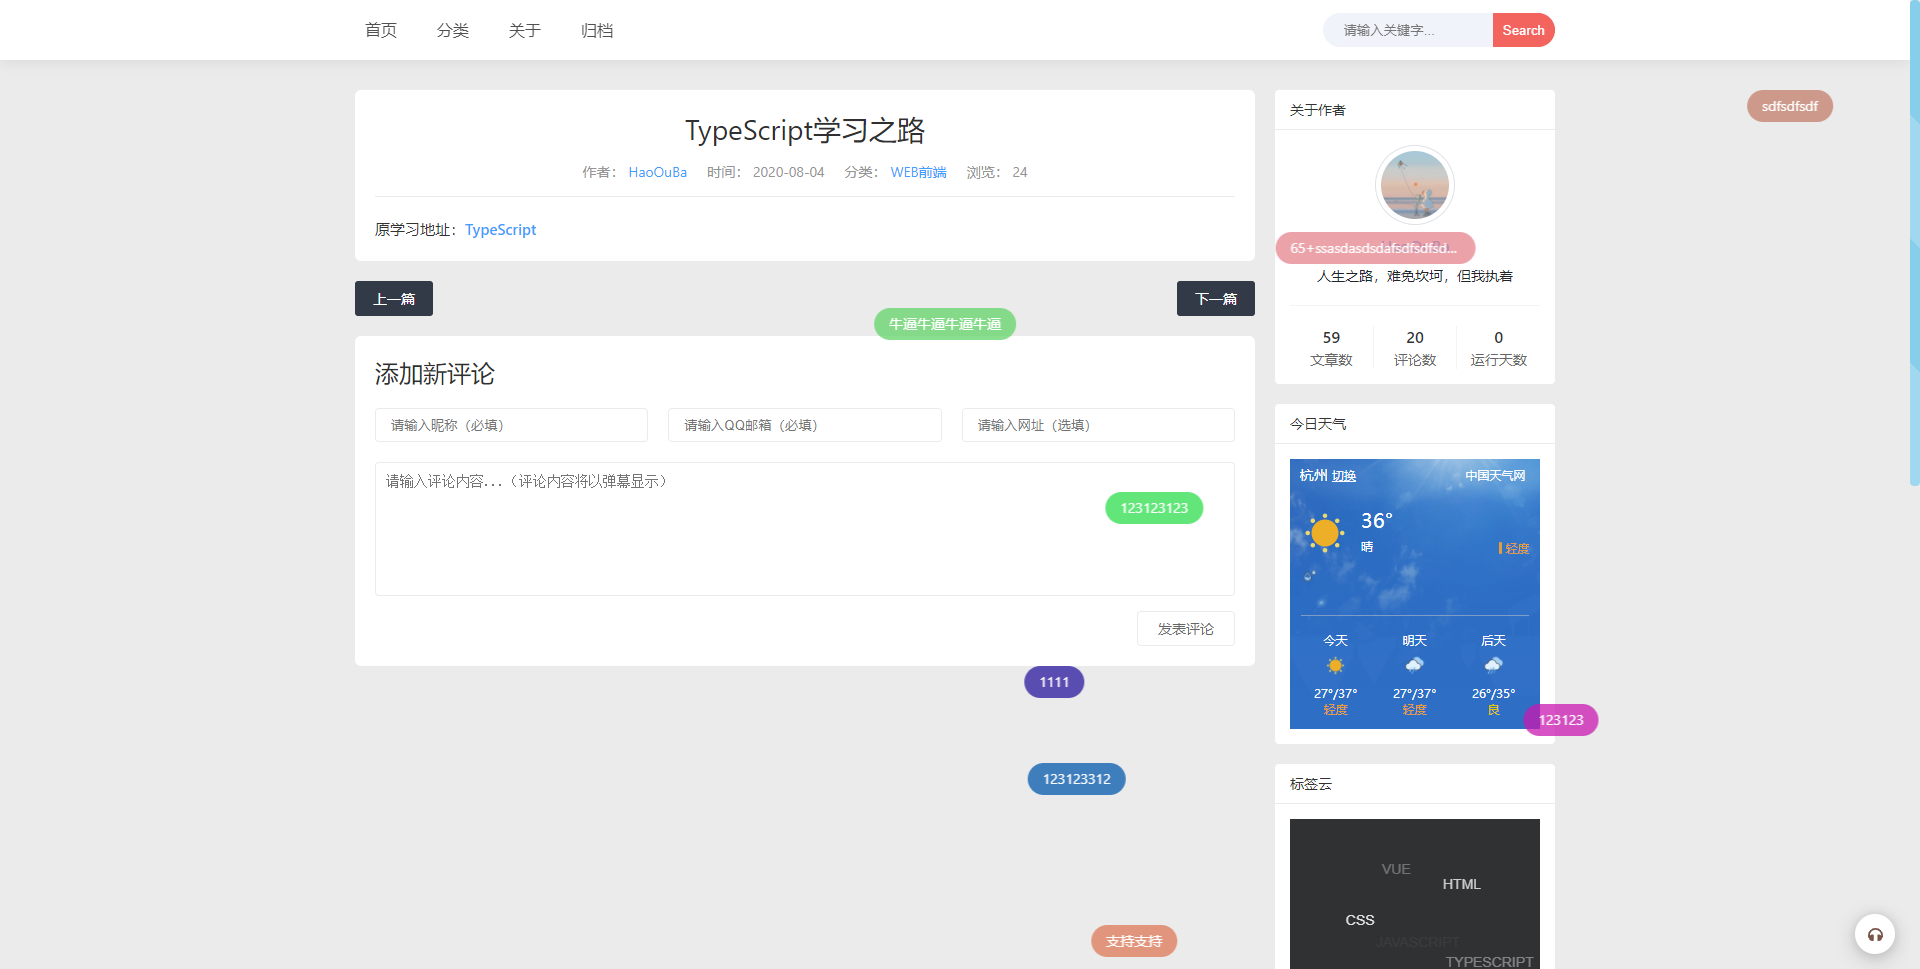 首页 分类 关于 归档
请输入关键字... Search
TypeScript学习之路
作者： HaoOuBa 时间： 2020-08-04 分类： WEB前端 浏览： 24
原学习地址：TypeScript
上一篇 下一篇
牛逼牛逼牛逼牛逼
添加新评论
请输入昵称（必填） 请输入QQ邮箱（必填） 请输入网址（选填）
请输入评论内容...（评论内容将以弹幕显示）
123123123
发表评论
1111
123123312
支持支持
关于作者
sdfsdfsdf
65+ssasdasdsdafsdfsdfsd...
人生之路，难免坎坷，但我执着
59 20 0
文章数 评论数 运行天数
今日天气
杭州 切换 中国天气网
36°
晴 轻度
今天 明天 后天
27°/37° 27°/37° 26°/35°
轻度 轻度 良
123123
标签云
VUE
HTML
CSS
JAVASCRIPT
TYPESCRIPT